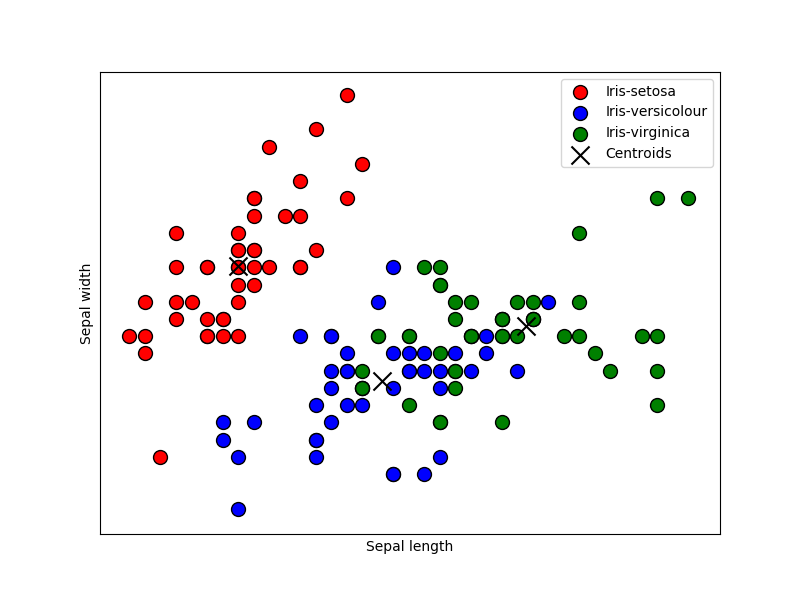 Iris-setosa
Iris-versicolour
Iris-virginica
Centroids
Sepal width
Sepal length